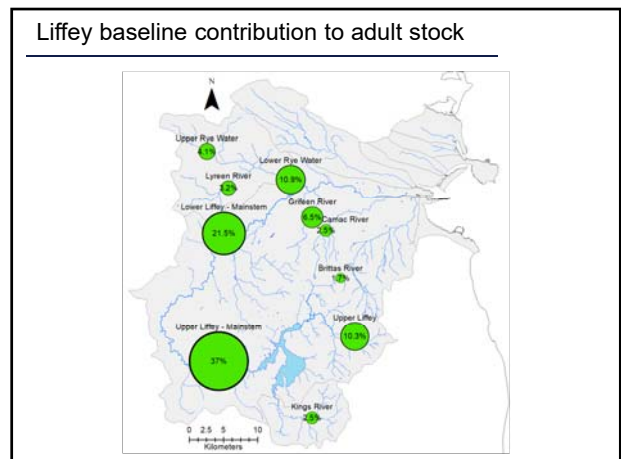 Liffey baseline contribution to adult stock
N
Upper Rye Water
4.1%
Lyreen River
3.2%
Lower Rye Water
10.9%
Lower Liffey - Mainstem
21.5%
Griffeen River
6.5%
Camac River
2.5%
Brittas River
Upper Liffey
10.3%
Upper Liffey - Mainstem
37%
Kings River
2.5%
0 2.5 5 10
Kilometers